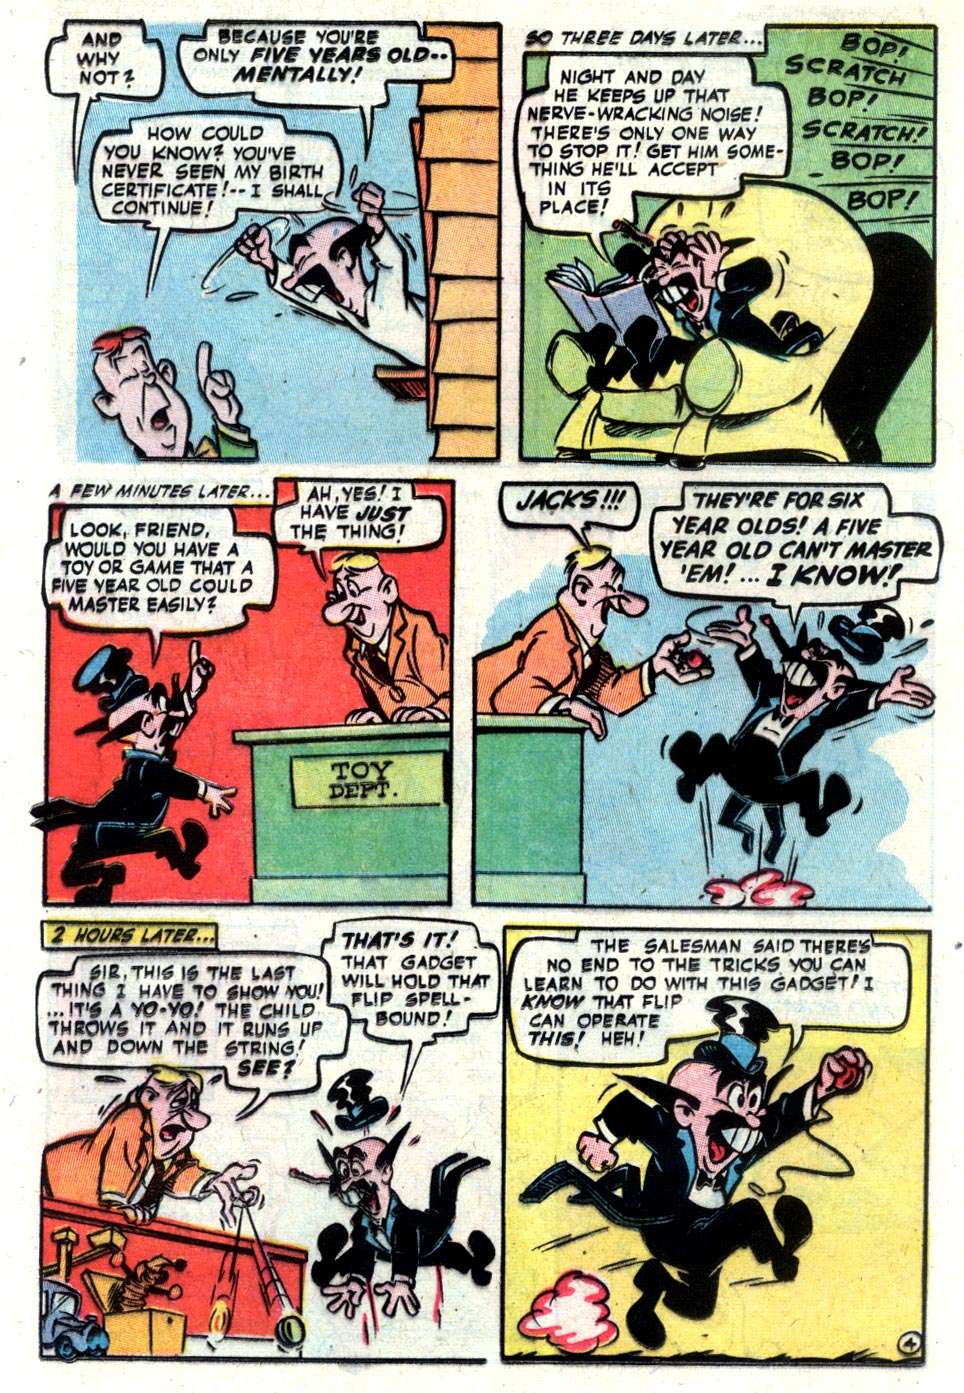 AND
WHY
NOT?
BECAUSE YOU'RE
ONLY FIVE YEARS OLD--
MENTALLY!
HOW COULD
YOU KNOW? YOU'VE
NEVER SEEN MY BIRTH
CERTIFICATE!-- I SHALL
CONTINUE!
SO THREE DAYS LATER...
NIGHT AND DAY
HE KEEPS UP THAT
NERVE-WRACKING NOISE!
THERE'S ONLY ONE WAY
TO STOP IT! GET HIM SOME-
THING HE'LL ACCEPT
IN ITS
PLACE!
BOP!
SCRATCH
BOP!
SCRATCH!
BOP!
BOP!
A FEW MINUTES LATER...
LOOK, FRIEND,
WOULD YOU HAVE A
TOY OR GAME THAT A
FIVE YEAR OLD COULD
MASTER EASILY?
AH, YES! I
HAVE JUST
THE THING!
TOY
DEPT.
JACKS!!!
THEY'RE FOR SIX
YEAR OLDS! A FIVE
YEAR OLD CAN'T MASTER
'EM! ... I KNOW!
2 HOURS LATER...
SIR, THIS IS THE LAST
THING I HAVE TO SHOW YOU!
...IT'S A YO-YO! THE CHILD
THROWS IT AND IT RUNS UP
AND DOWN THE STRING!
SEE?
THAT'S IT!
THAT GADGET
WILL HOLD THAT
FLIP SPELL-
BOUND!
THE SALESMAN SAID THERE'S
NO END TO THE TRICKS YOU CAN
LEARN TO DO WITH THIS GADGET! I
KNOW THAT FLIP
CAN OPERATE
THIS! HEH!
4